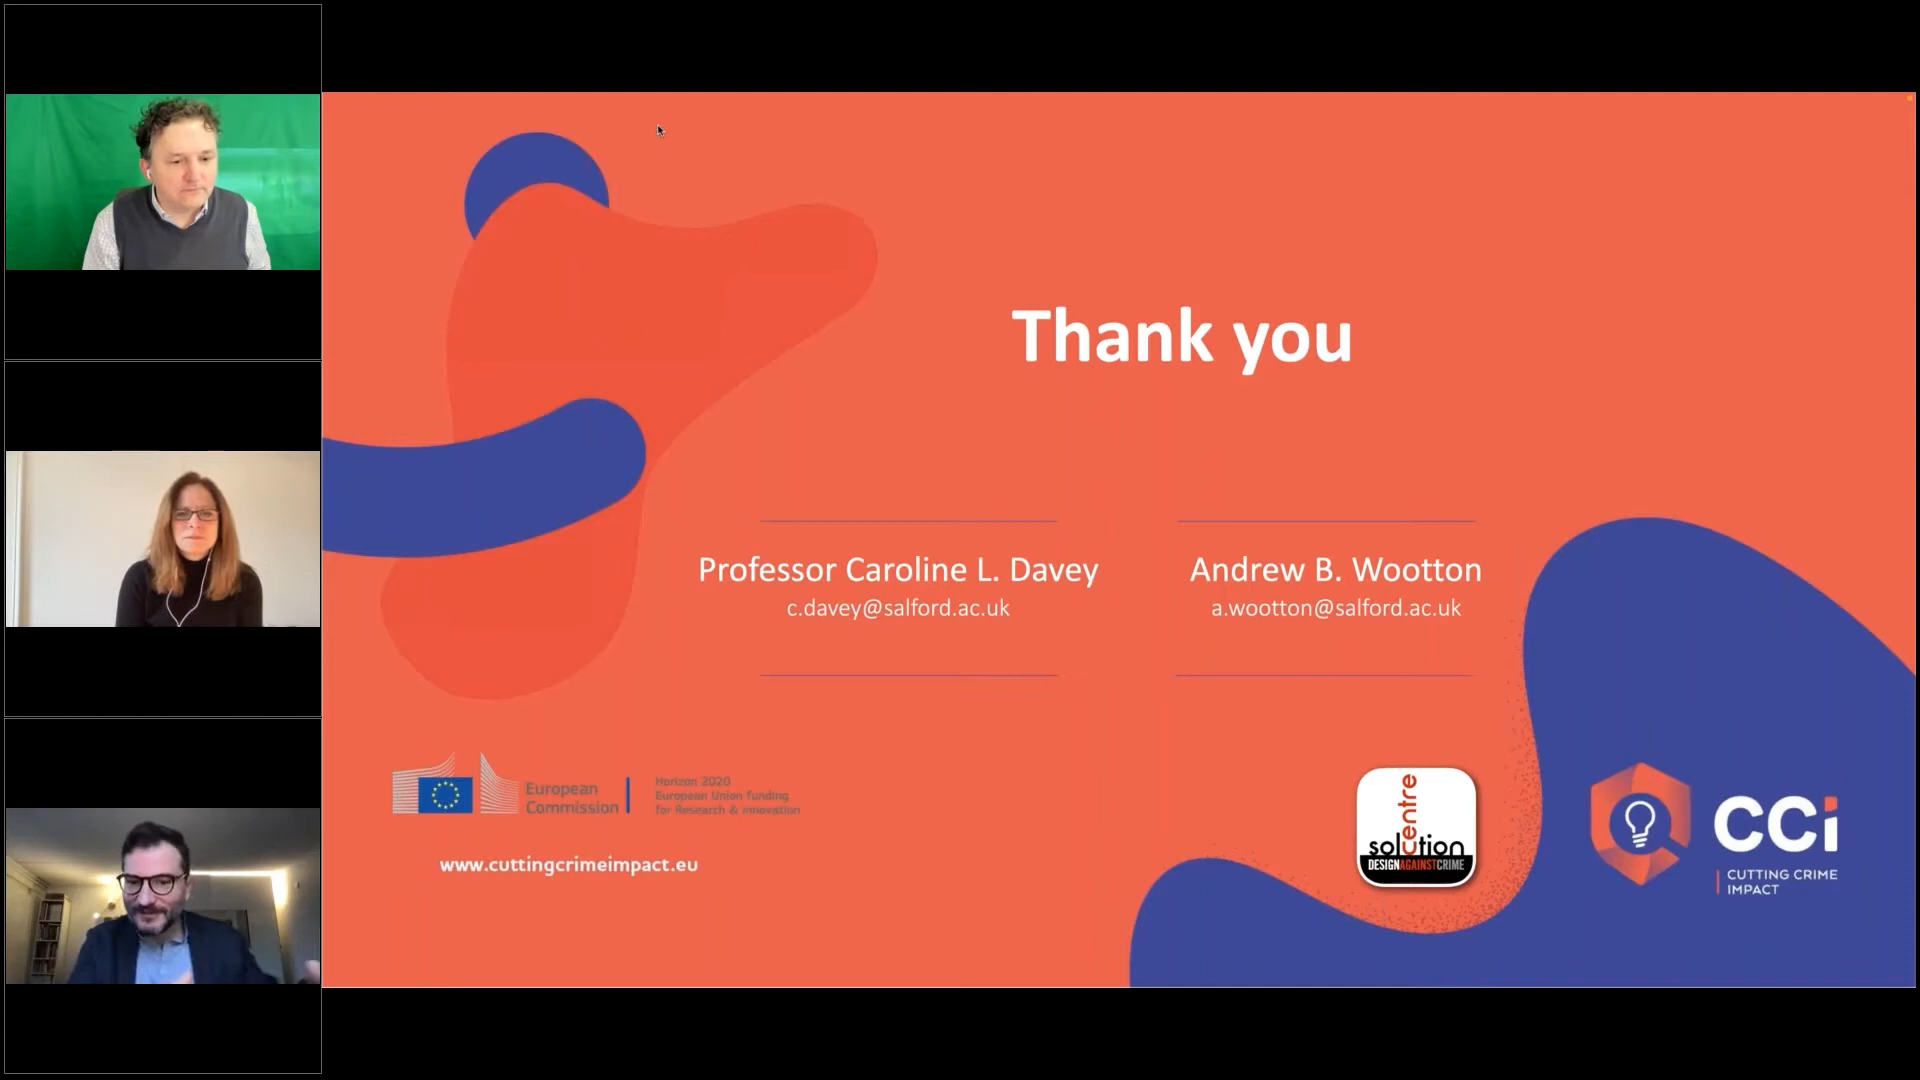 Thank you
Professor Caroline L. Davey
c.davey@salford.ac.uk
Andrew B. Wootton
a.wootton@salford.ac.uk
European
Commission
Horizon 2020
European Union funding
for Research & Innovation
www.cuttingcrimeimpact.eu
solution
centre
DESIGNAGAINSTCRIME
CCi
CUTTING CRIME
IMPACT